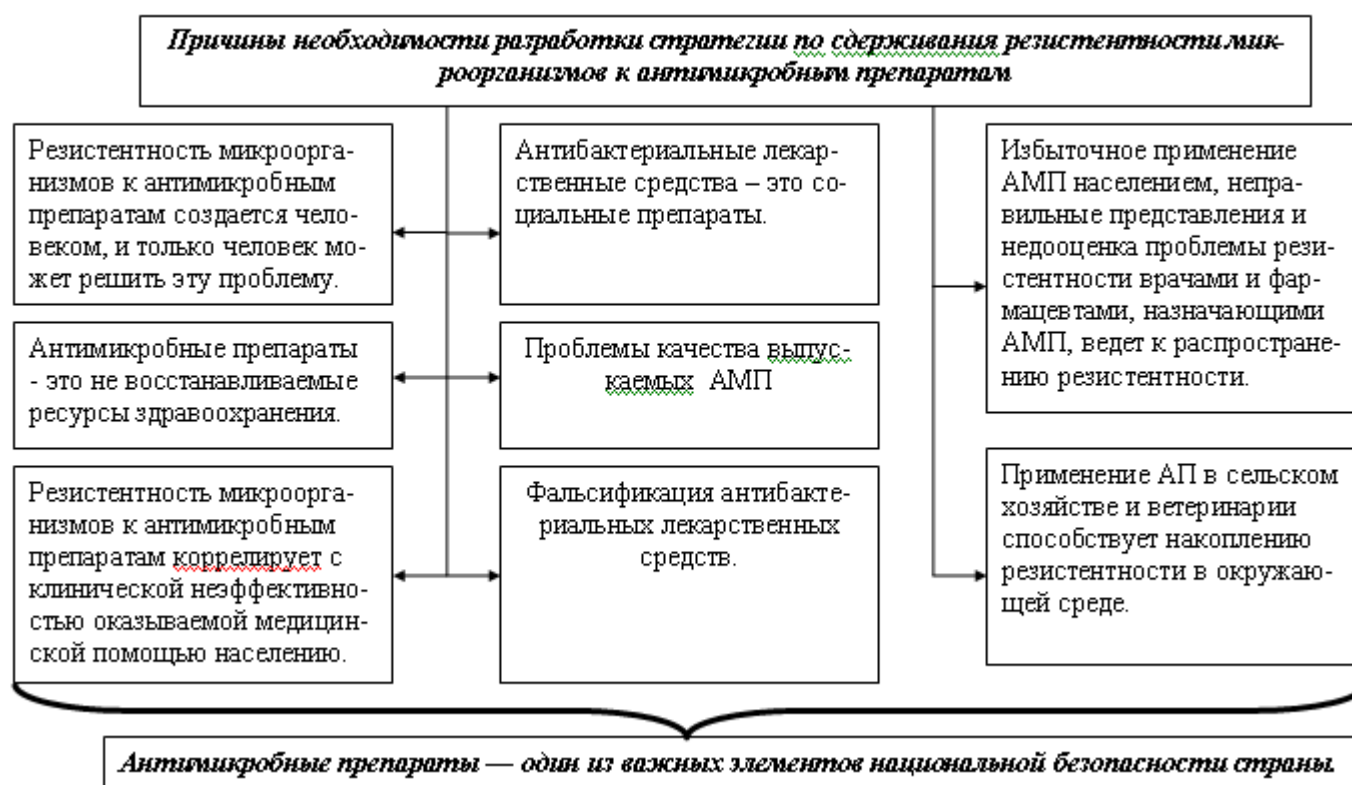 Причины необходимости разработки стратегии по сдерживания резистентности мик-
роорганизмов к антимикробным препаратам
Резистентность микроорга-
низмов к антимикробным
препаратам создается чело-
веком, и только человек мо-
жет решить эту проблему.
Антибактериальные лекар-
ственные средства – это со-
циальные препараты.
Избыточное применение
АМП населением, непра-
вильные представления и
недооценка проблемы рези-
стентности врачами и фар-
мацевтами, назначающими
АМП, ведет к распростране-
нию резистентности.
Антимикробные препараты
- это не восстанавливаемые
ресурсы здравоохранения.
Проблемы качества выпус-
каемых АМП
Резистентность микроорга-
низмов к антимикробным
препаратам коррелирует с
клинической неэффективно-
стью оказываемой медицин-
ской помощью населению.
Фальсификация антибакте-
риальных лекарственных
средств.
Применение АП в сельском
хозяйстве и ветеринарии
способствует накоплению
резистентности в окружаю-
щей среде.
Антимикробные препараты — один из важных элементов национальной безопасности страны.